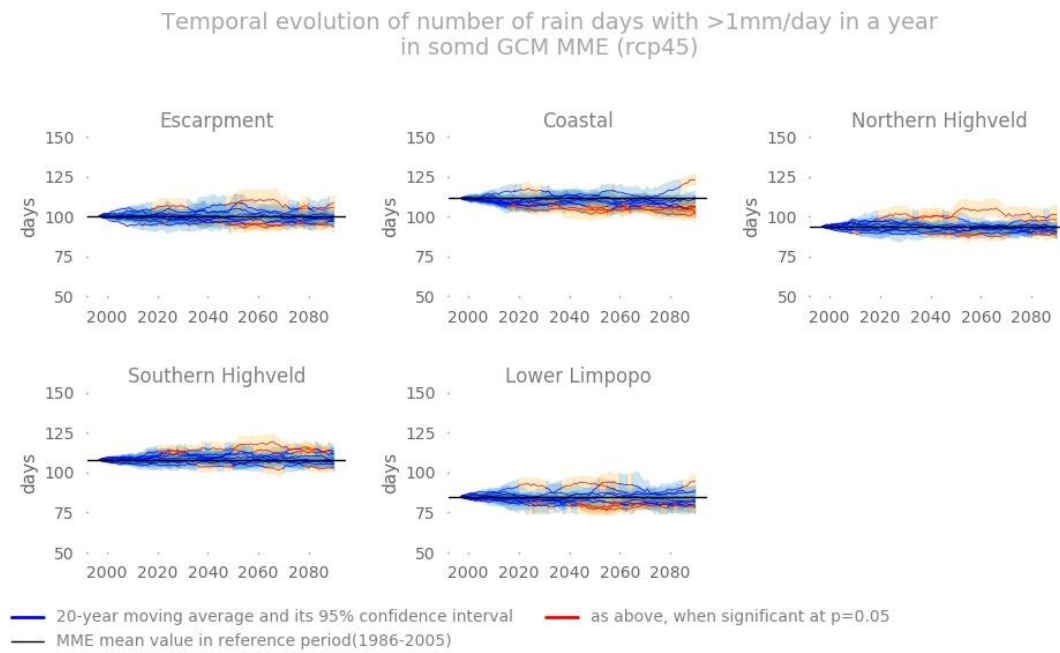 Temporal evolution of number of rain days with >1mm/day in a year
in somd GCM MME (rcp45)
Escarpment
Coastal
Northern Highveld
150
125
100
75
50
days
2000 2020 2040 2060 2080
150
125
100
75
50
days
2000 2020 2040 2060 2080
150
125
100
75
50
days
2000 2020 2040 2060 2080
Southern Highveld
Lower Limpopo
150
125
100
75
50
days
2000 2020 2040 2060 2080
150
125
100
75
50
days
2000 2020 2040 2060 2080
20-year moving average and its 95% confidence interval
as above, when significant at p=0.05
MME mean value in reference period(1986-2005)